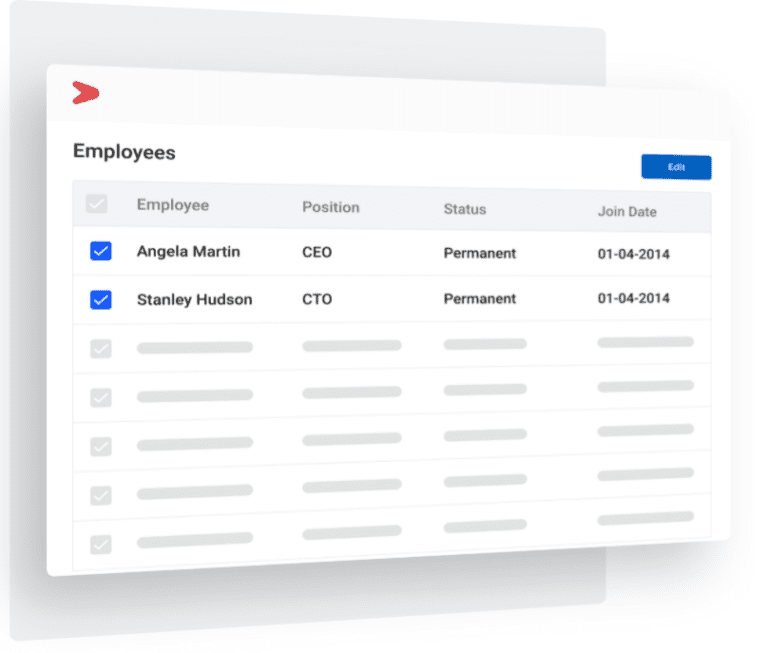 Employees
Edit
Employee Position Status Join Date
Angela Martin CEO Permanent 01-04-2014
Stanley Hudson CTO Permanent 01-04-2014